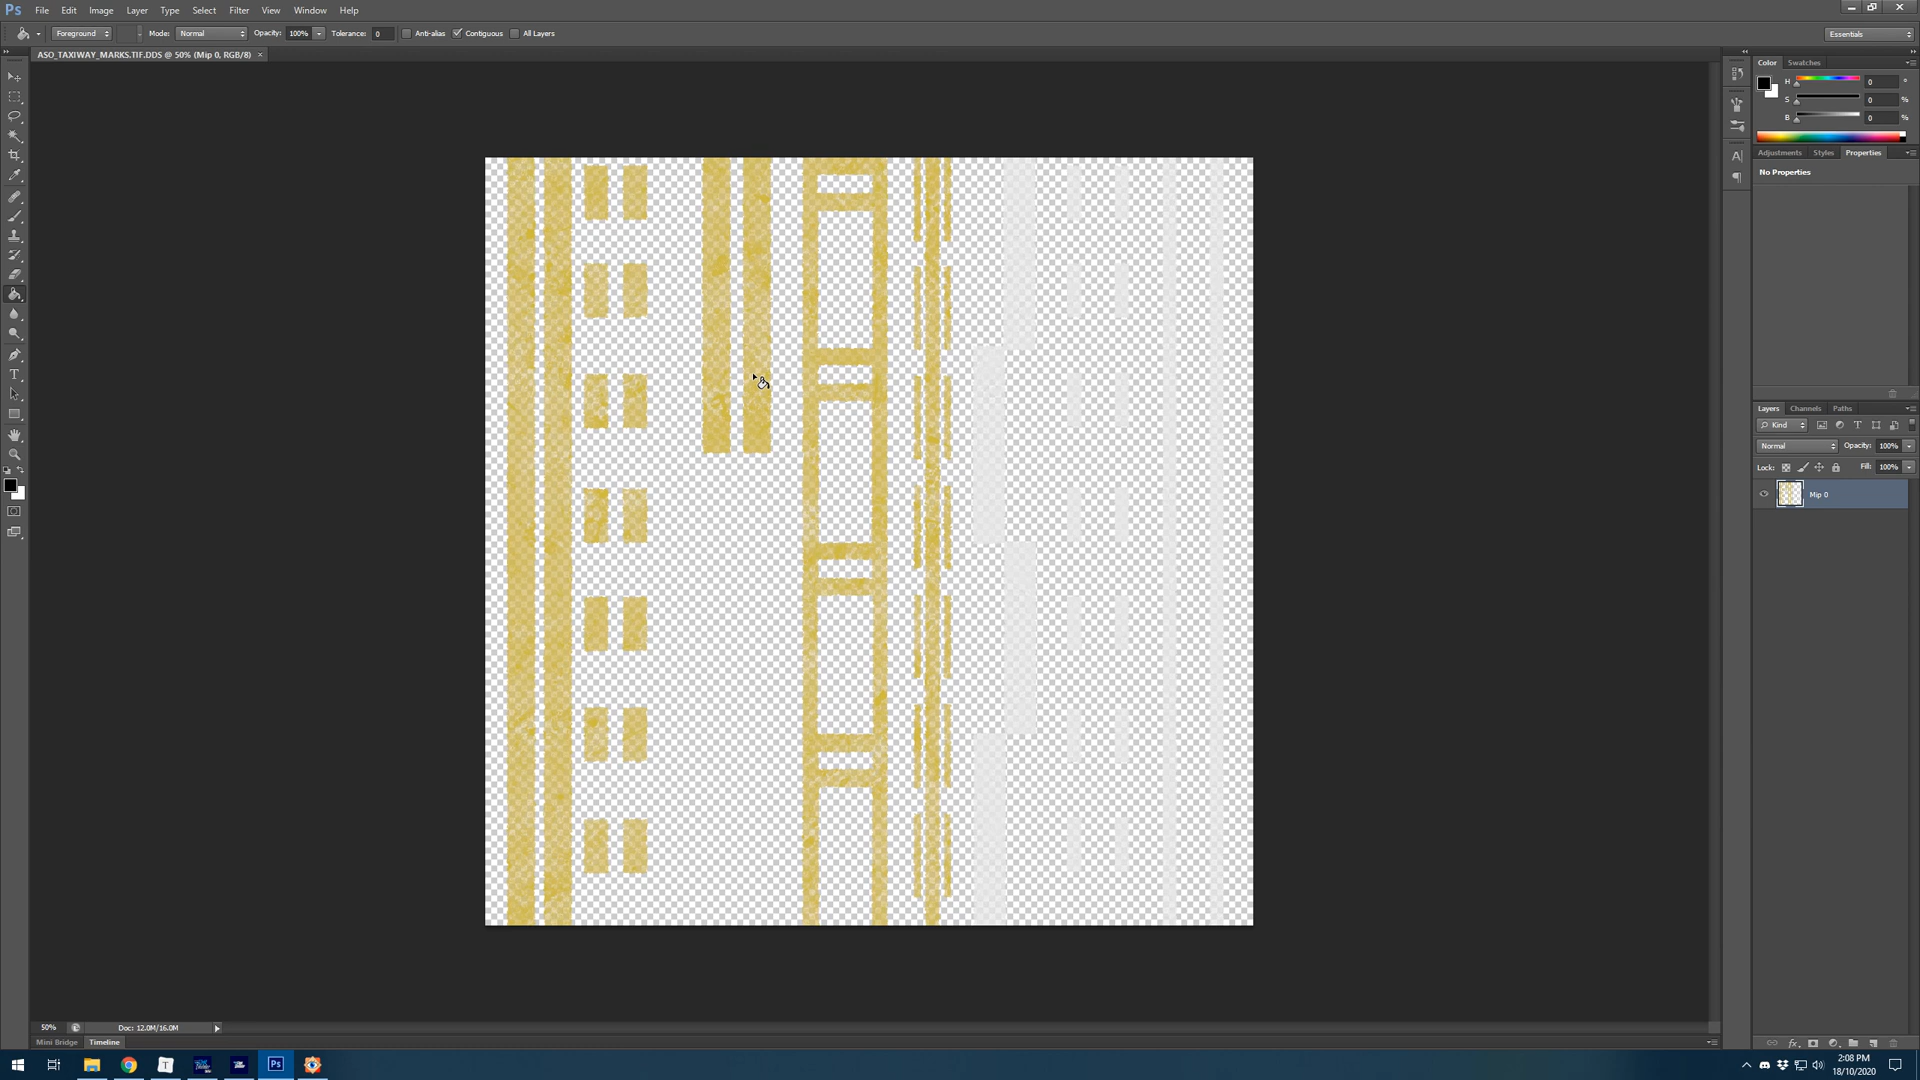 Ps File Edit Image Layer Type Select Filter View Window Help
Foreground Mode: Normal Opacity: 100% Tolerance: 0 Anti-alias Contiguous All Layers Essentials
ASO_TAXIWAY_MARKS.TIF.DDS @ 50% (Mip 0, RGB/8) ×
Color Swatches
H 0 °
S 0 %
B 0 %
Adjustments Styles Properties
No Properties
Layers Channels Paths
Kind
Normal Opacity: 100%
Lock: Fill: 100%
Mip 0
50% Doc: 12.0M/16.0M
Mini Bridge Timeline
2:08 PM
18/10/2020